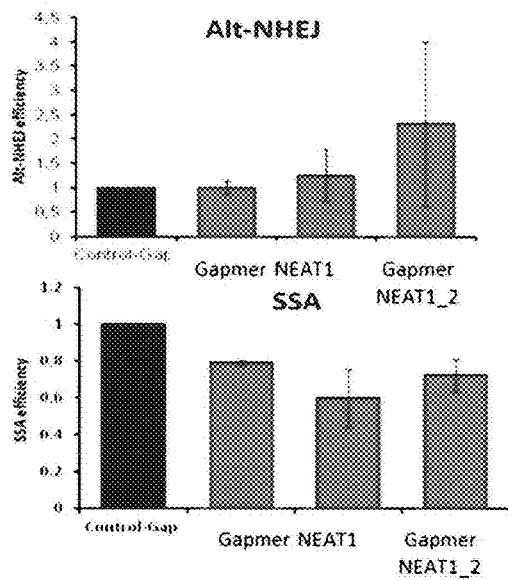 Alt-NHEJ
4.5
4
3.5
3
2.5
2
1.5
1
0.5
0
Alt-NHEJ efficiency
Control-Gap
Gapmer NEAT1
Gapmer
NEAT1_2
SSA
1.2
1
0.8
0.6
0.4
0.2
0
SSA efficiency
Control-Gap
Gapmer NEAT1
Gapmer
NEAT1_2